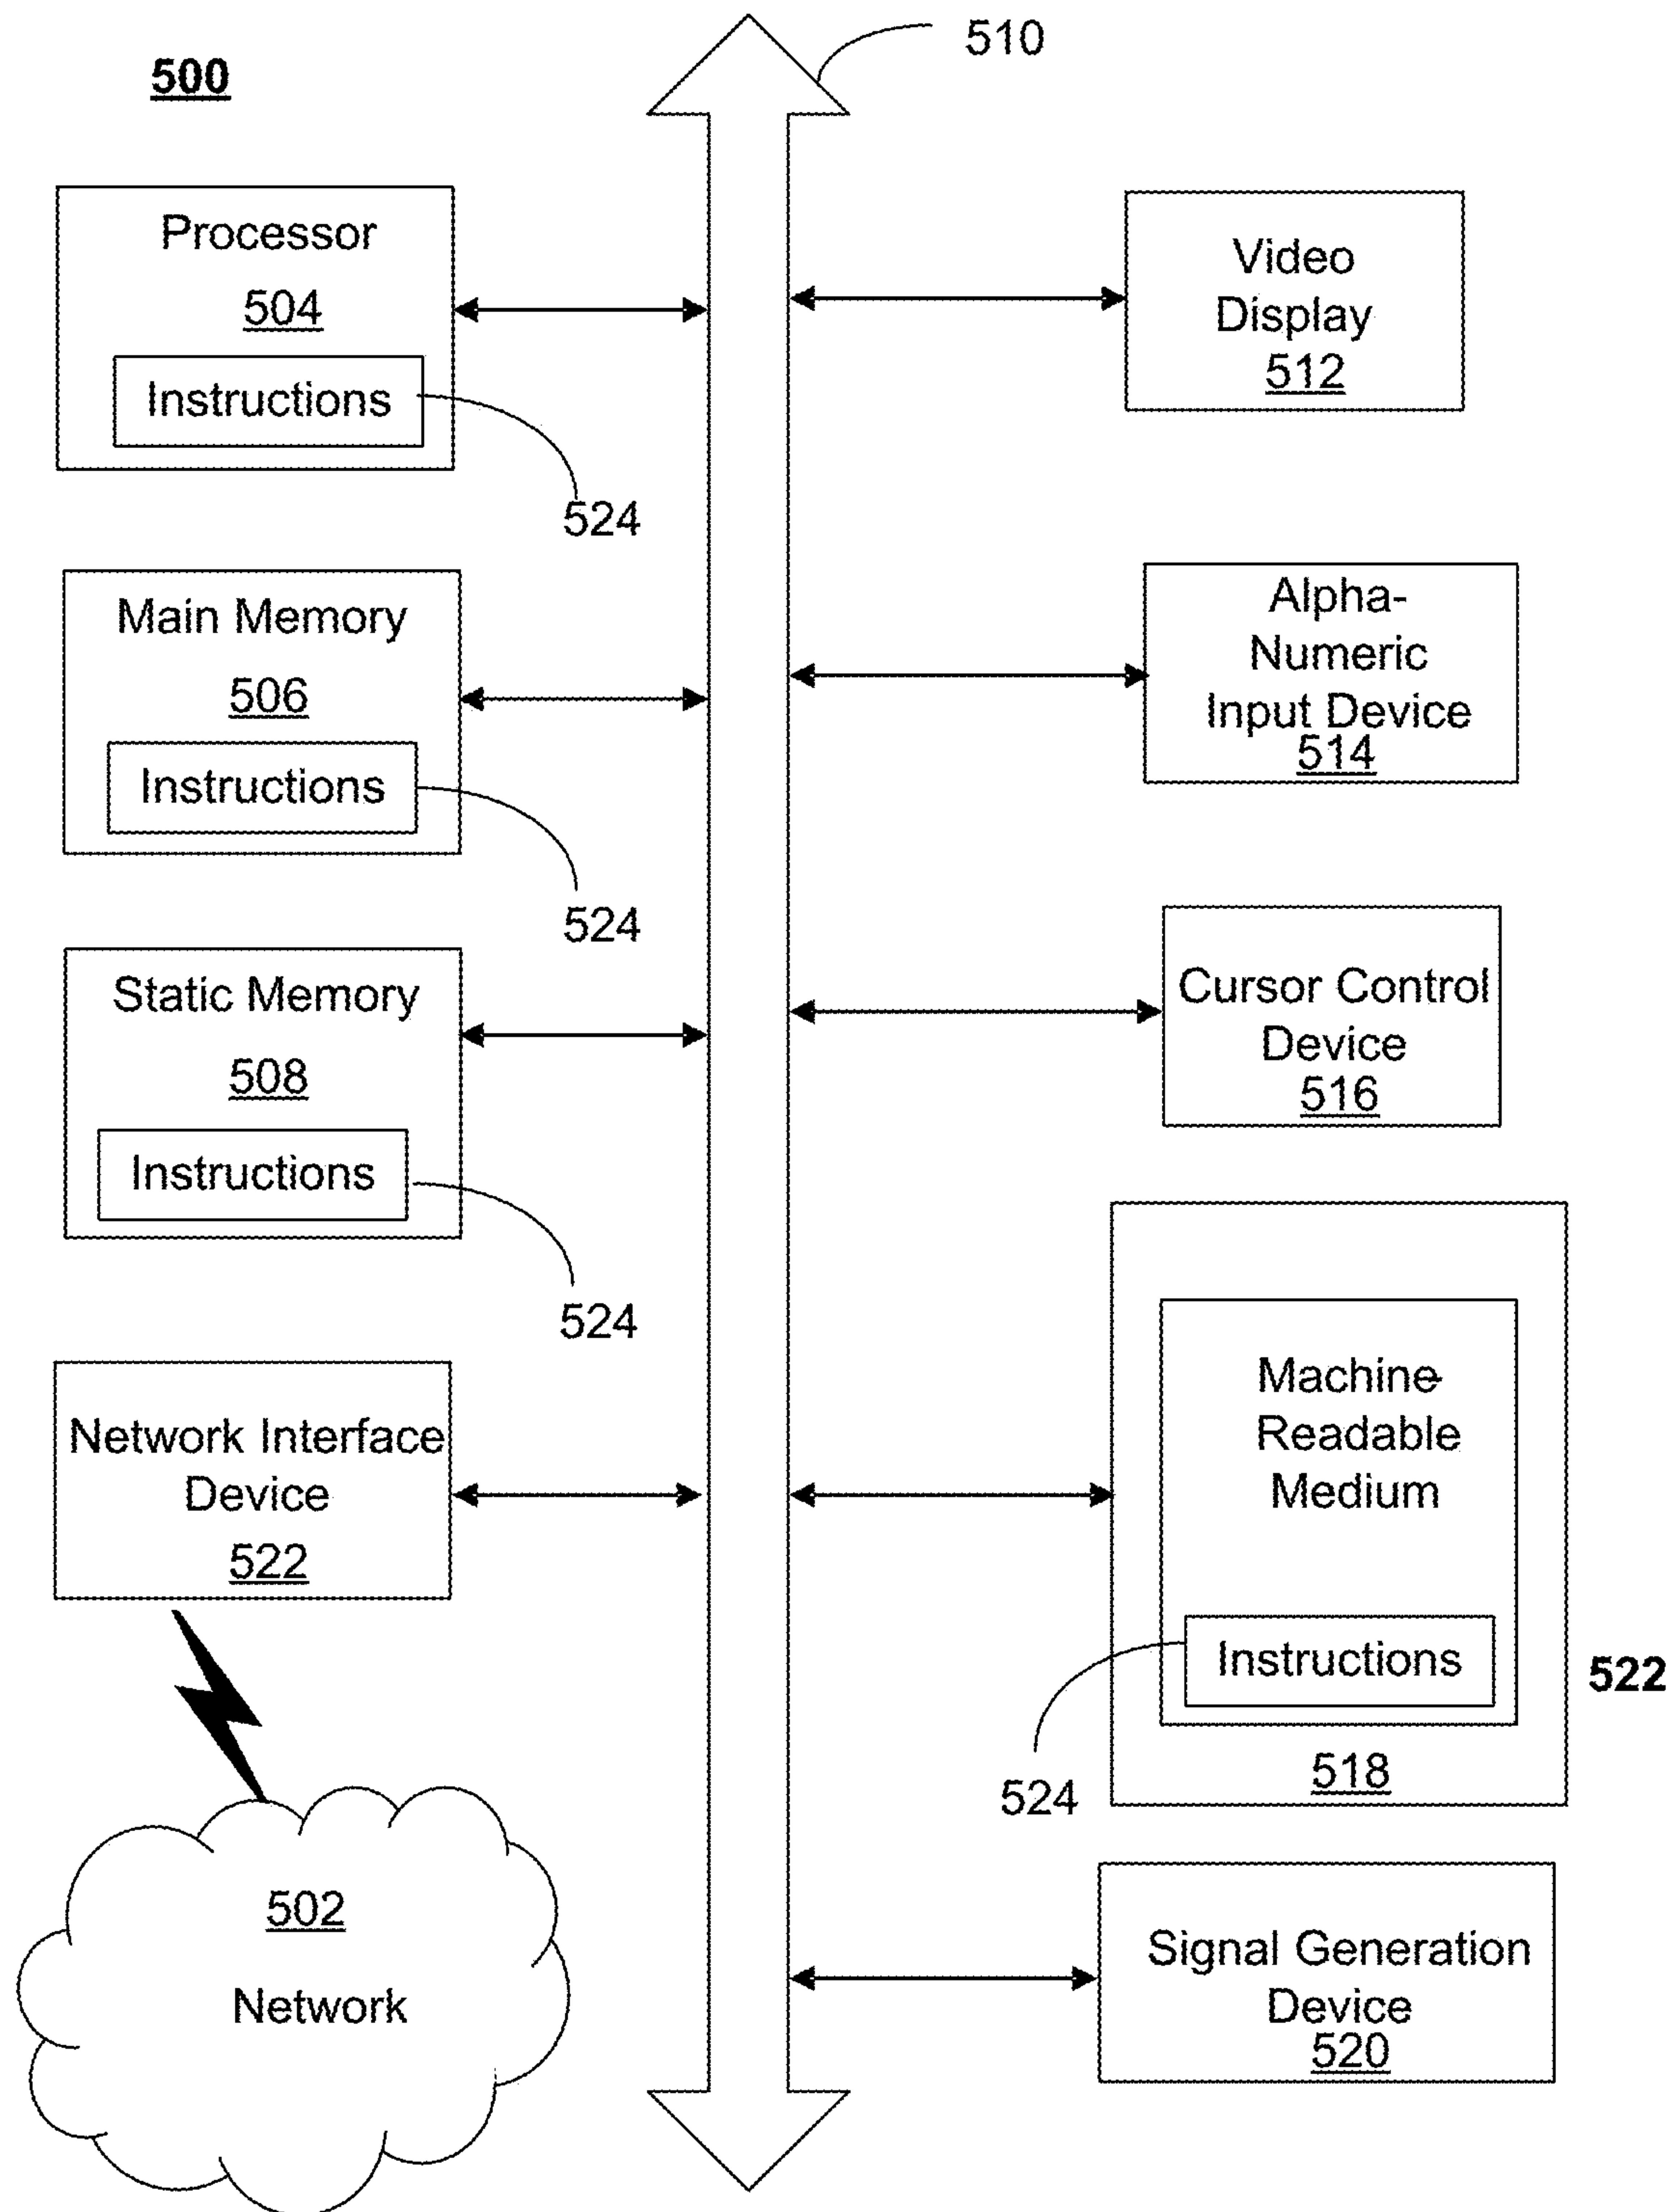 500
510
Processor
504
Instructions
524
Main Memory
506
Instructions
524
Static Memory
508
Instructions
524
Network Interface
Device
522
502
Network
Video
Display
512
Alpha-
Numeric
Input Device
514
Cursor Control
Device
516
Machine-
Readable
Medium
Instructions
522
524
518
Signal Generation
Device
520